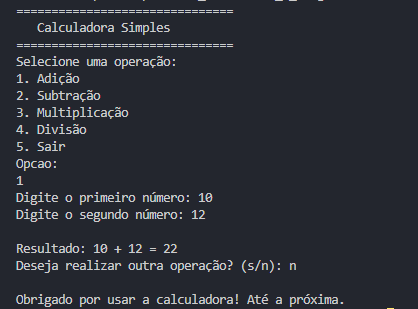 ===============================
Calculadora Simples
===============================
Selecione uma operação:
1. Adição
2. Subtração
3. Multiplicação
4. Divisão
5. Sair
Opcao:
1
Digite o primeiro número: 10
Digite o segundo número: 12
Resultado: 10 + 12 = 22
Deseja realizar outra operação? (s/n): n
Obrigado por usar a calculadora! Até a próxima.